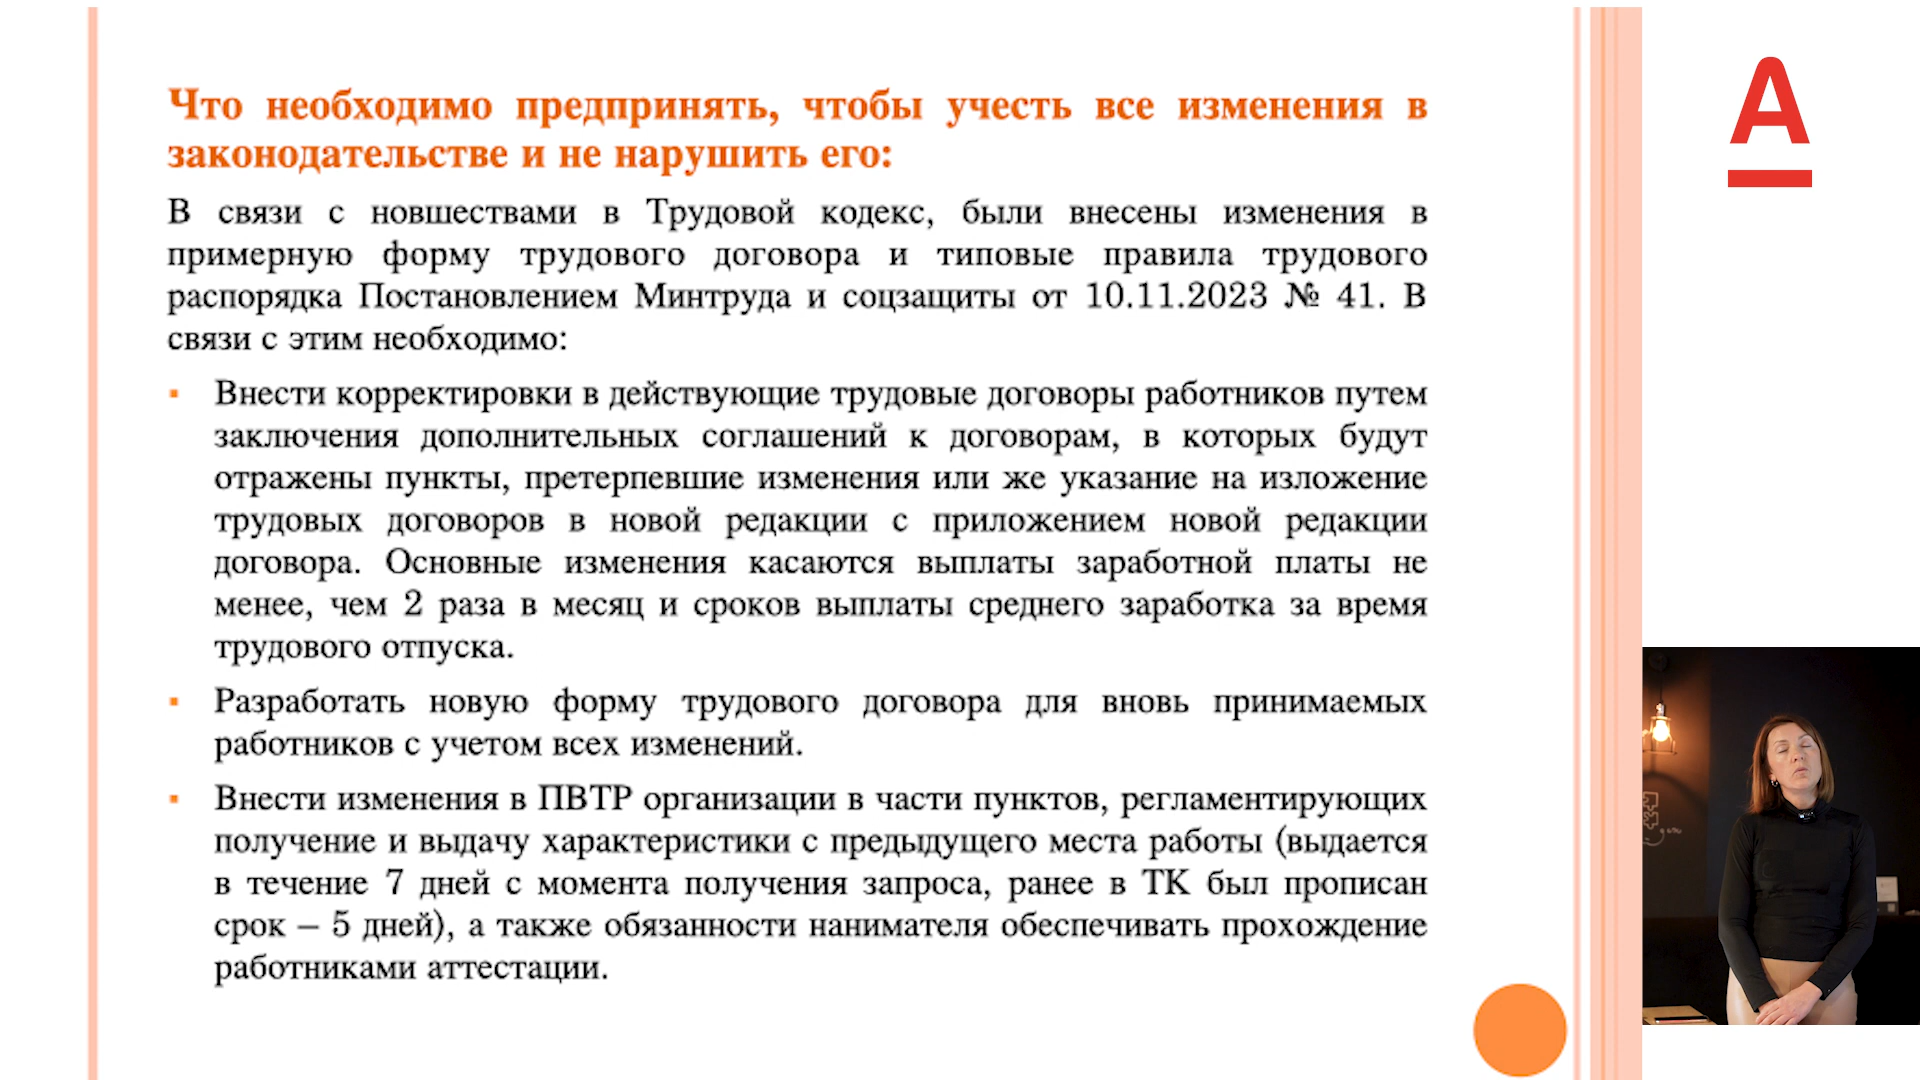 Что необходимо предпринять, чтобы учесть все изменения в
законодательстве и не нарушить его:
В связи с новшествами в Трудовой кодекс, были внесены изменения в
примерную форму трудового договора и типовые правила трудового
распорядка Постановлением Минтруда и соцзащиты от 10.11.2023 № 41. В
связи с этим необходимо:
▪ Внести корректировки в действующие трудовые договоры работников путем
заключения дополнительных соглашений к договорам, в которых будут
отражены пункты, претерпевшие изменения или же указание на изложение
трудовых договоров в новой редакции с приложением новой редакции
договора. Основные изменения касаются выплаты заработной платы не
менее, чем 2 раза в месяц и сроков выплаты среднего заработка за время
трудового отпуска.
▪ Разработать новую форму трудового договора для вновь принимаемых
работников с учетом всех изменений.
▪ Внести изменения в ПВТР организации в части пунктов, регламентирующих
получение и выдачу характеристики с предыдущего места работы (выдается
в течение 7 дней с момента получения запроса, ранее в ТК был прописан
срок – 5 дней), а также обязанности нанимателя обеспечивать прохождение
работниками аттестации.
А